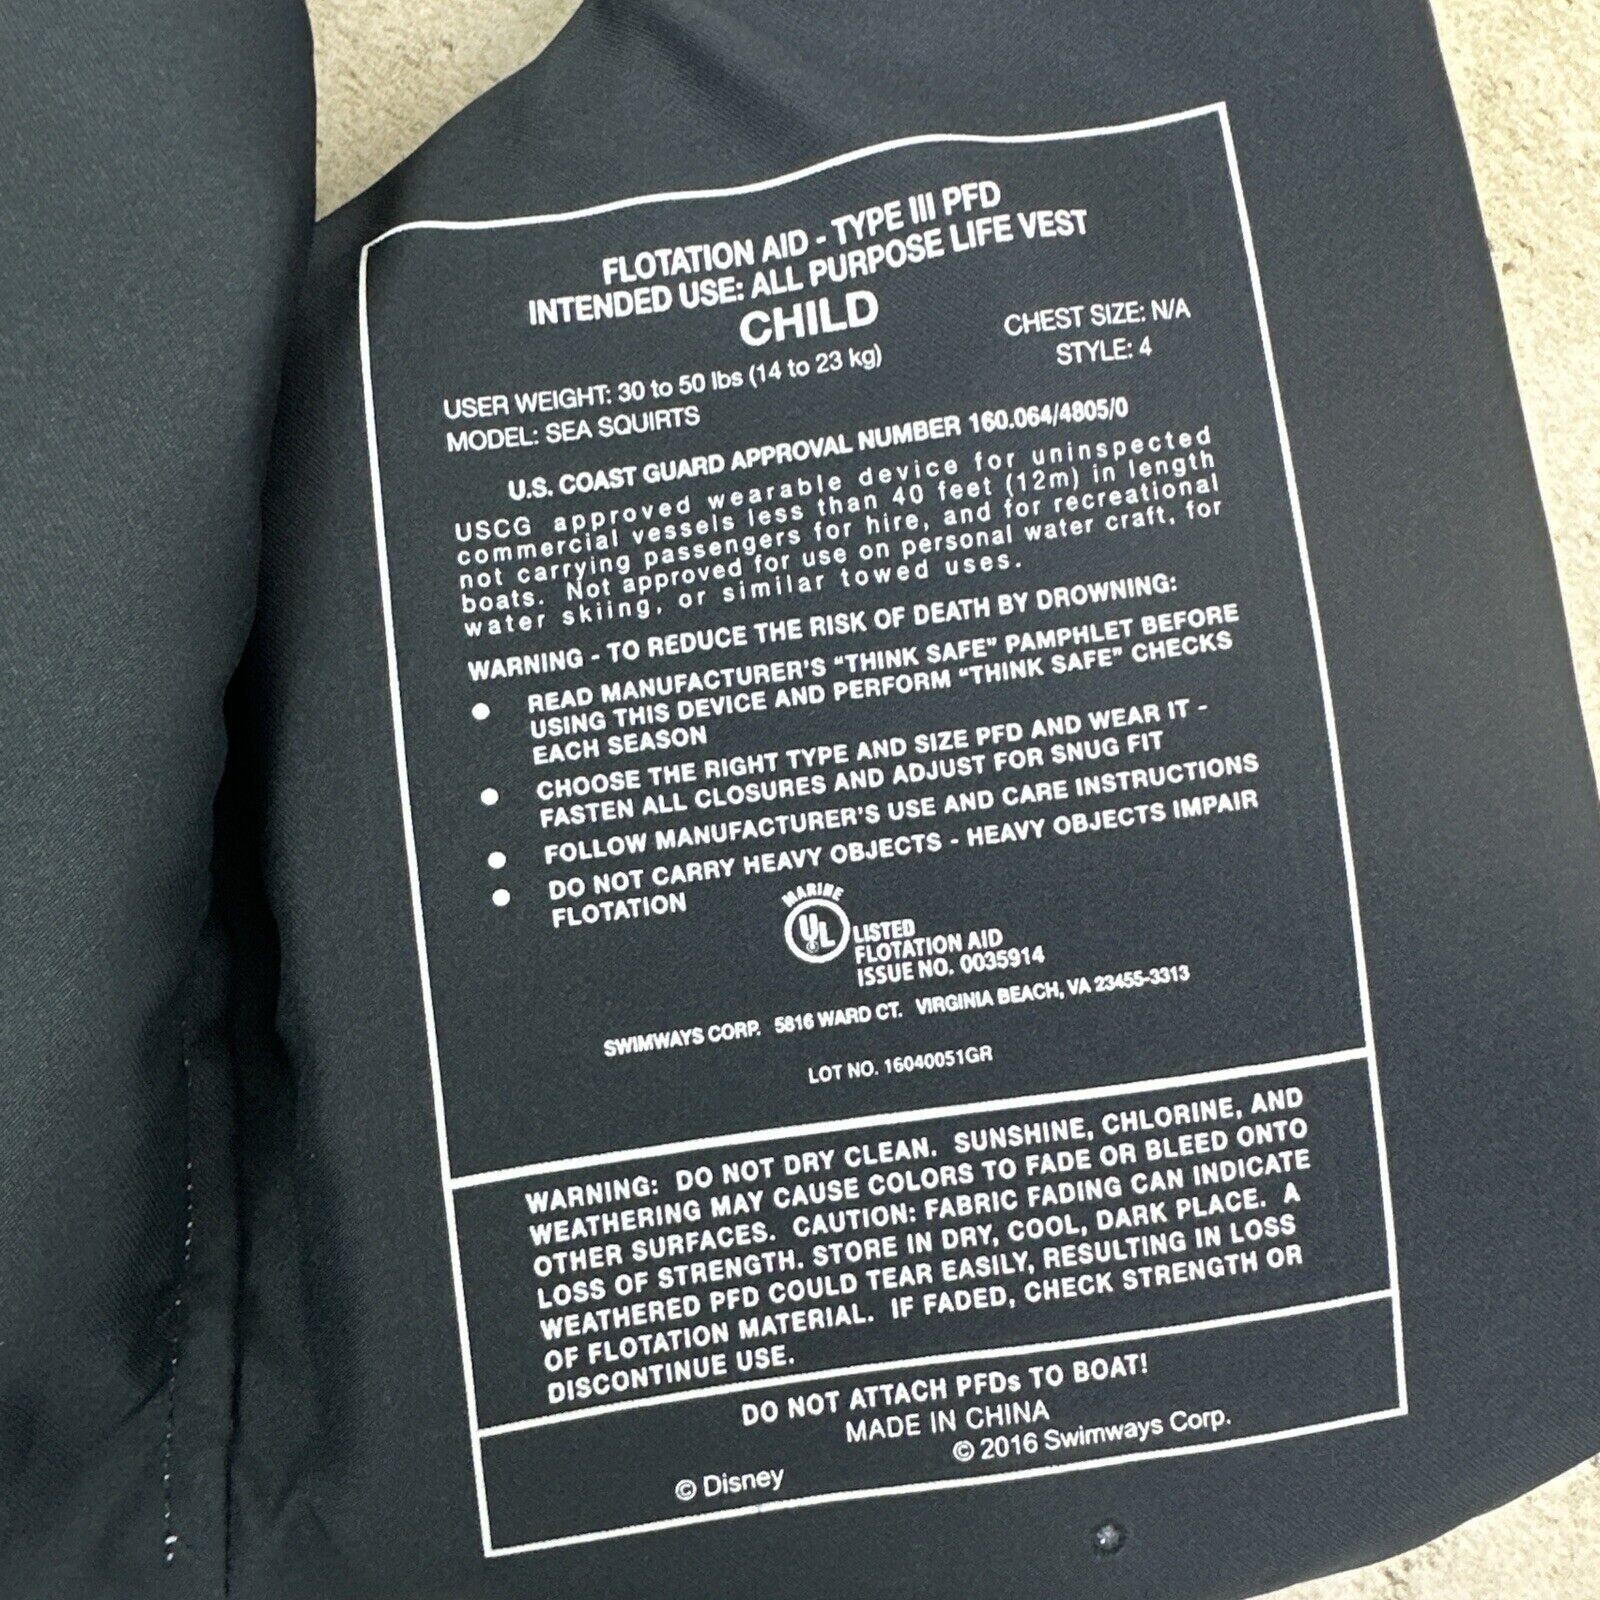 FLOTATION AID - TYPE III PFD
INTENDED USE: ALL PURPOSE LIFE VEST
CHILD
CHEST SIZE: N/A
STYLE: 4
USER WEIGHT: 30 to 50 lbs (14 to 23 kg)
MODEL: SEA SQUIRTS
U.S. COAST GUARD APPROVAL NUMBER 160.064/4805/0
USCG approved wearable device for uninspected
commercial vessels less than 40 feet (12m) in length
not carrying passengers for hire, and for recreational
boats. Not approved for use on personal water craft, for
water skiing, or similar towed uses.
WARNING - TO REDUCE THE RISK OF DEATH BY DROWNING:
● READ MANUFACTURER'S "THINK SAFE" PAMPHLET BEFORE
USING THIS DEVICE AND PERFORM "THINK SAFE" CHECKS
EACH SEASON
● CHOOSE THE RIGHT TYPE AND SIZE PFD AND WEAR IT -
FASTEN ALL CLOSURES AND ADJUST FOR SNUG FIT
● FOLLOW MANUFACTURER'S USE AND CARE INSTRUCTIONS
● DO NOT CARRY HEAVY OBJECTS - HEAVY OBJECTS IMPAIR
FLOTATION
MARINE
UL
LISTED
FLOTATION AID
ISSUE NO. 0035914
SWIMWAYS CORP. 5816 WARD CT. VIRGINIA BEACH, VA 23455-3313
LOT NO. 16040051GR
WARNING: DO NOT DRY CLEAN. SUNSHINE, CHLORINE, AND
WEATHERING MAY CAUSE COLORS TO FADE OR BLEED ONTO
OTHER SURFACES. CAUTION: FABRIC FADING CAN INDICATE
LOSS OF STRENGTH. STORE IN DRY, COOL, DARK PLACE. A
WEATHERED PFD COULD TEAR EASILY, RESULTING IN LOSS
OF FLOTATION MATERIAL. IF FADED, CHECK STRENGTH OR
DISCONTINUE USE.
DO NOT ATTACH PFDs TO BOAT!
MADE IN CHINA
© 2016 Swimways Corp.
© Disney